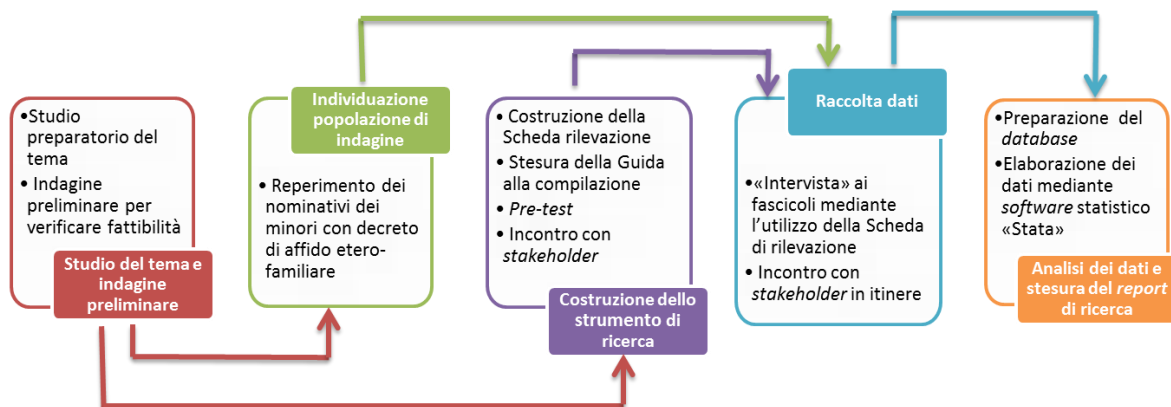 •Studio
preparatorio del
tema
• Indagine
preliminare per
verificare fattibilità
Studio del tema e
indagine
preliminare
Individuazione
popolazione di
indagine
• Reperimento dei
nominativi dei
minori con decreto
di affido etero-
familiare
• Costruzione della
Scheda rilevazione
• Stesura della Guida
alla compilazione
• Pre-test
• Incontro con
stakeholder
Costruzione dello
strumento di
ricerca
Raccolta dati
•«Intervista» ai
fascicoli mediante
l'utilizzo della Scheda
di rilevazione
• Incontro con
stakeholder in itinere
•Preparazione del
database
•Elaborazione dei
dati mediante
software statistico
«Stata»
Analisi dei dati e
stesura del report
di ricerca